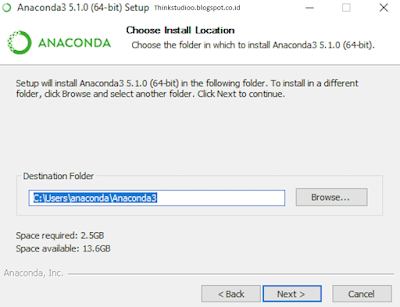 Anaconda3 5.1.0 (64-bit) Setup Thinkstudioo.blogspot.co.id
ANACONDA
Choose Install Location
Choose the folder in which to install Anaconda3 5.1.0 (64-bit).
Setup will install Anaconda3 5.1.0 (64-bit) in the following folder. To install in a different
folder, click Browse and select another folder. Click Next to continue.
Destination Folder
C:\Users\anaconda\Anaconda3
Browse...
Space required: 2.5GB
Space available: 13.6GB
Anaconda, Inc.
< Back
Next >
Cancel